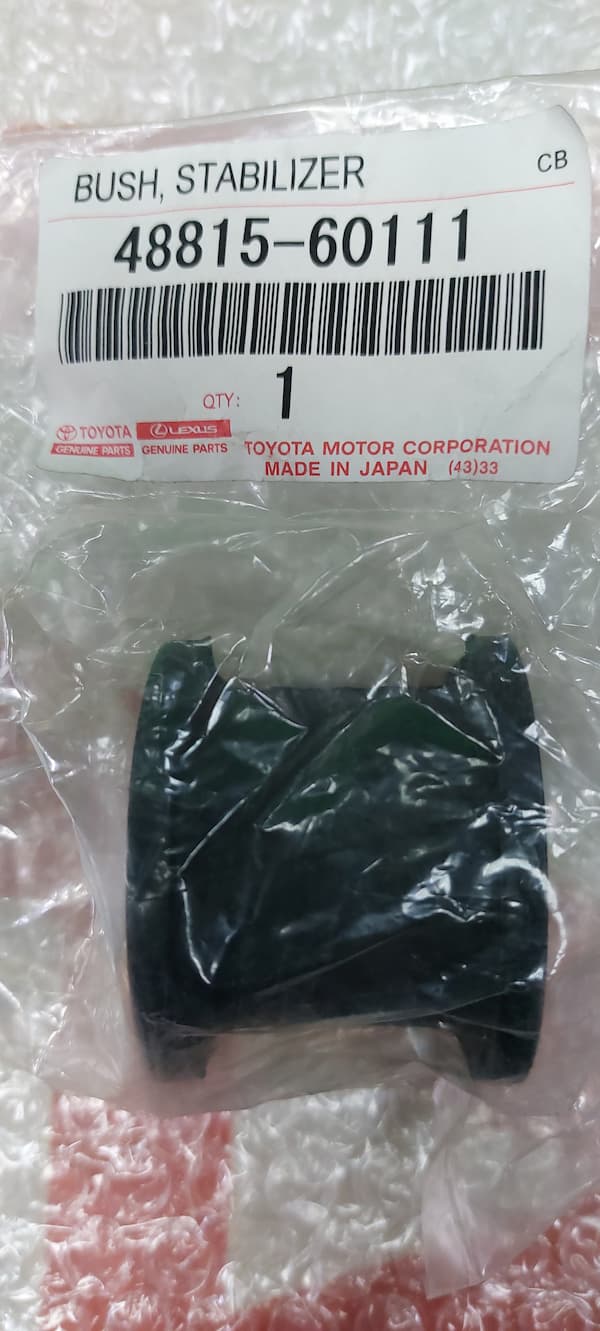 BUSH, STABILIZER CB
48815-60111
QTY: 1
TOYOTA LEXUS
GENUINE PARTS GENUINE PARTS TOYOTA MOTOR CORPORATION
MADE IN JAPAN (43)33